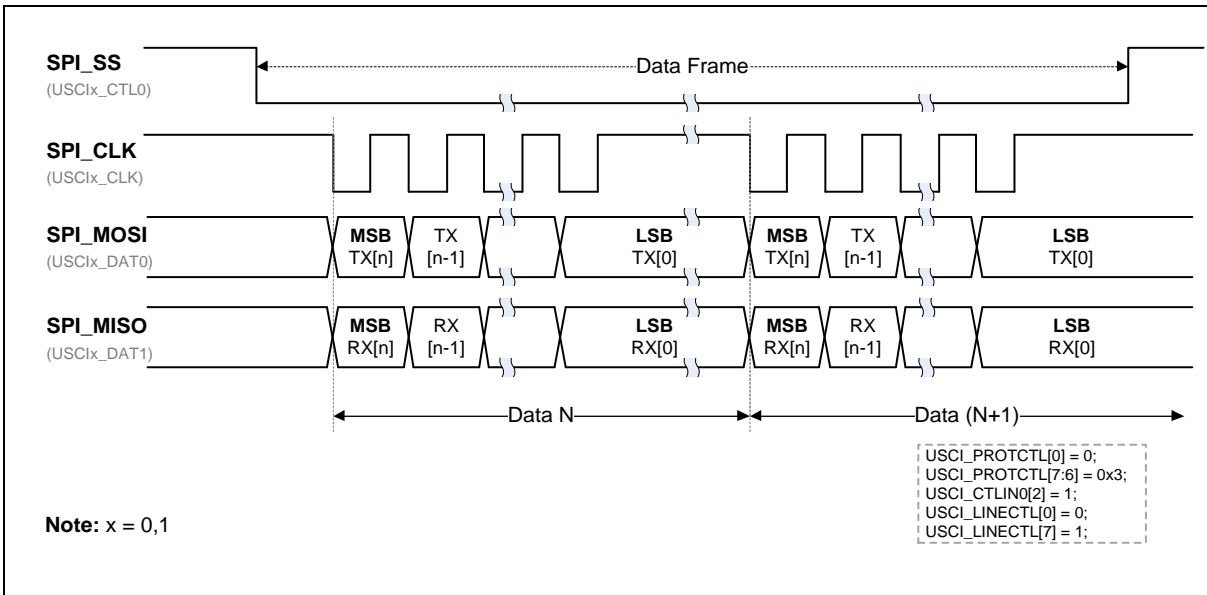 SPI_SS
(USCIx_CTL0)
Data Frame
SPI_CLK
(USCIx_CLK)
SPI_MOSI
(USCIx_DAT0)
MSB
TX[n]
TX
[n-1]
LSB
TX[0]
MSB
TX[n]
TX
[n-1]
LSB
TX[0]
SPI_MISO
(USCIx_DAT1)
MSB
RX[n]
RX
[n-1]
LSB
RX[0]
MSB
RX[n]
RX
[n-1]
LSB
RX[0]
Data N
Data (N+1)
USCI_PROTCTL[0] = 0;
USCI_PROTCTL[7:6] = 0x3;
USCI_CTLIN0[2] = 1;
USCI_LINECTL[0] = 0;
USCI_LINECTL[7] = 1;
Note: x = 0,1